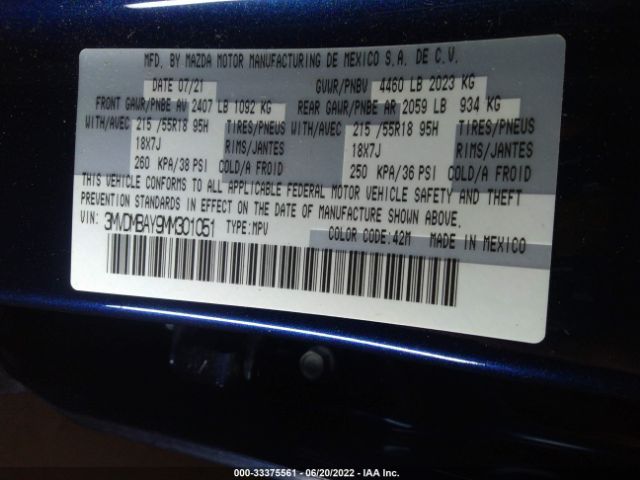 MFD. BY MAZDA MOTOR MANUFACTURING DE MEXICO S.A. DE C.V.
DATE 07/21 GVWR/PNBV 4460 LB 2023 KG
FRONT GAWR/PNBE AV 2407 LB 1092 KG REAR GAWR/PNBE AR 2059 LB 934 KG
WITH/AVEC 215 /55R18 95H TIRES/PNEUS WITH/AVEC 215 /55R18 95H TIRES/PNEUS
18X7J RIMS/JANTES 18X7J RIMS/JANTES
260 KPA/38 PSI COLD/A FROID 250 KPA/36 PSI COLD/A FROID
THIS VEHICLE CONFORMS TO ALL APPLICABLE FEDERAL MOTOR VEHICLE SAFETY AND THEFT
PREVENTION STANDARDS IN EFFECT ON THE DATE OF MANUFACTURE SHOWN ABOVE.
VIN: 3MVDMBAY9MM301051 TYPE:MPV COLOR CODE:42M MADE IN MEXICO
000-33375561 - 06/20/2022 - IAA Inc.